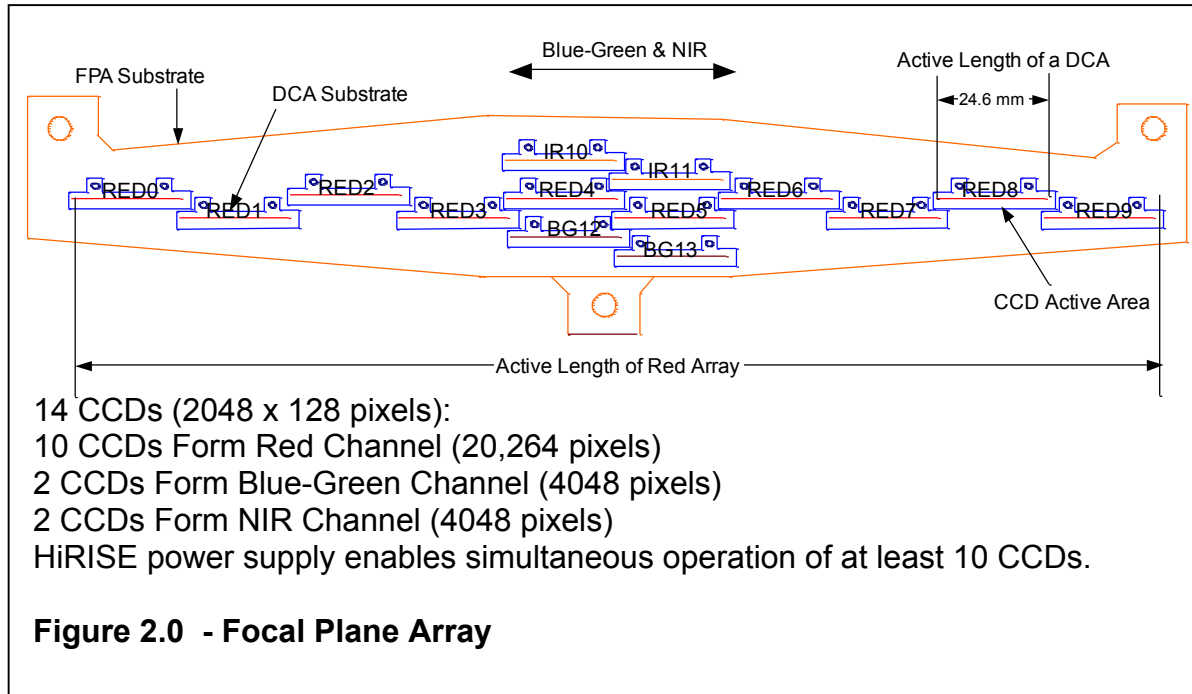 Blue-Green & NIR
FPA Substrate
DCA Substrate
Active Length of a DCA
24.6 mm
IR10
IR11
RED0
RED1
RED2
RED3
RED4
RED5
RED6
RED7
RED8
RED9
BG12
BG13
CCD Active Area
Active Length of Red Array
14 CCDs (2048 x 128 pixels):
10 CCDs Form Red Channel (20,264 pixels)
2 CCDs Form Blue-Green Channel (4048 pixels)
2 CCDs Form NIR Channel (4048 pixels)
HiRISE power supply enables simultaneous operation of at least 10 CCDs.
Figure 2.0 - Focal Plane Array